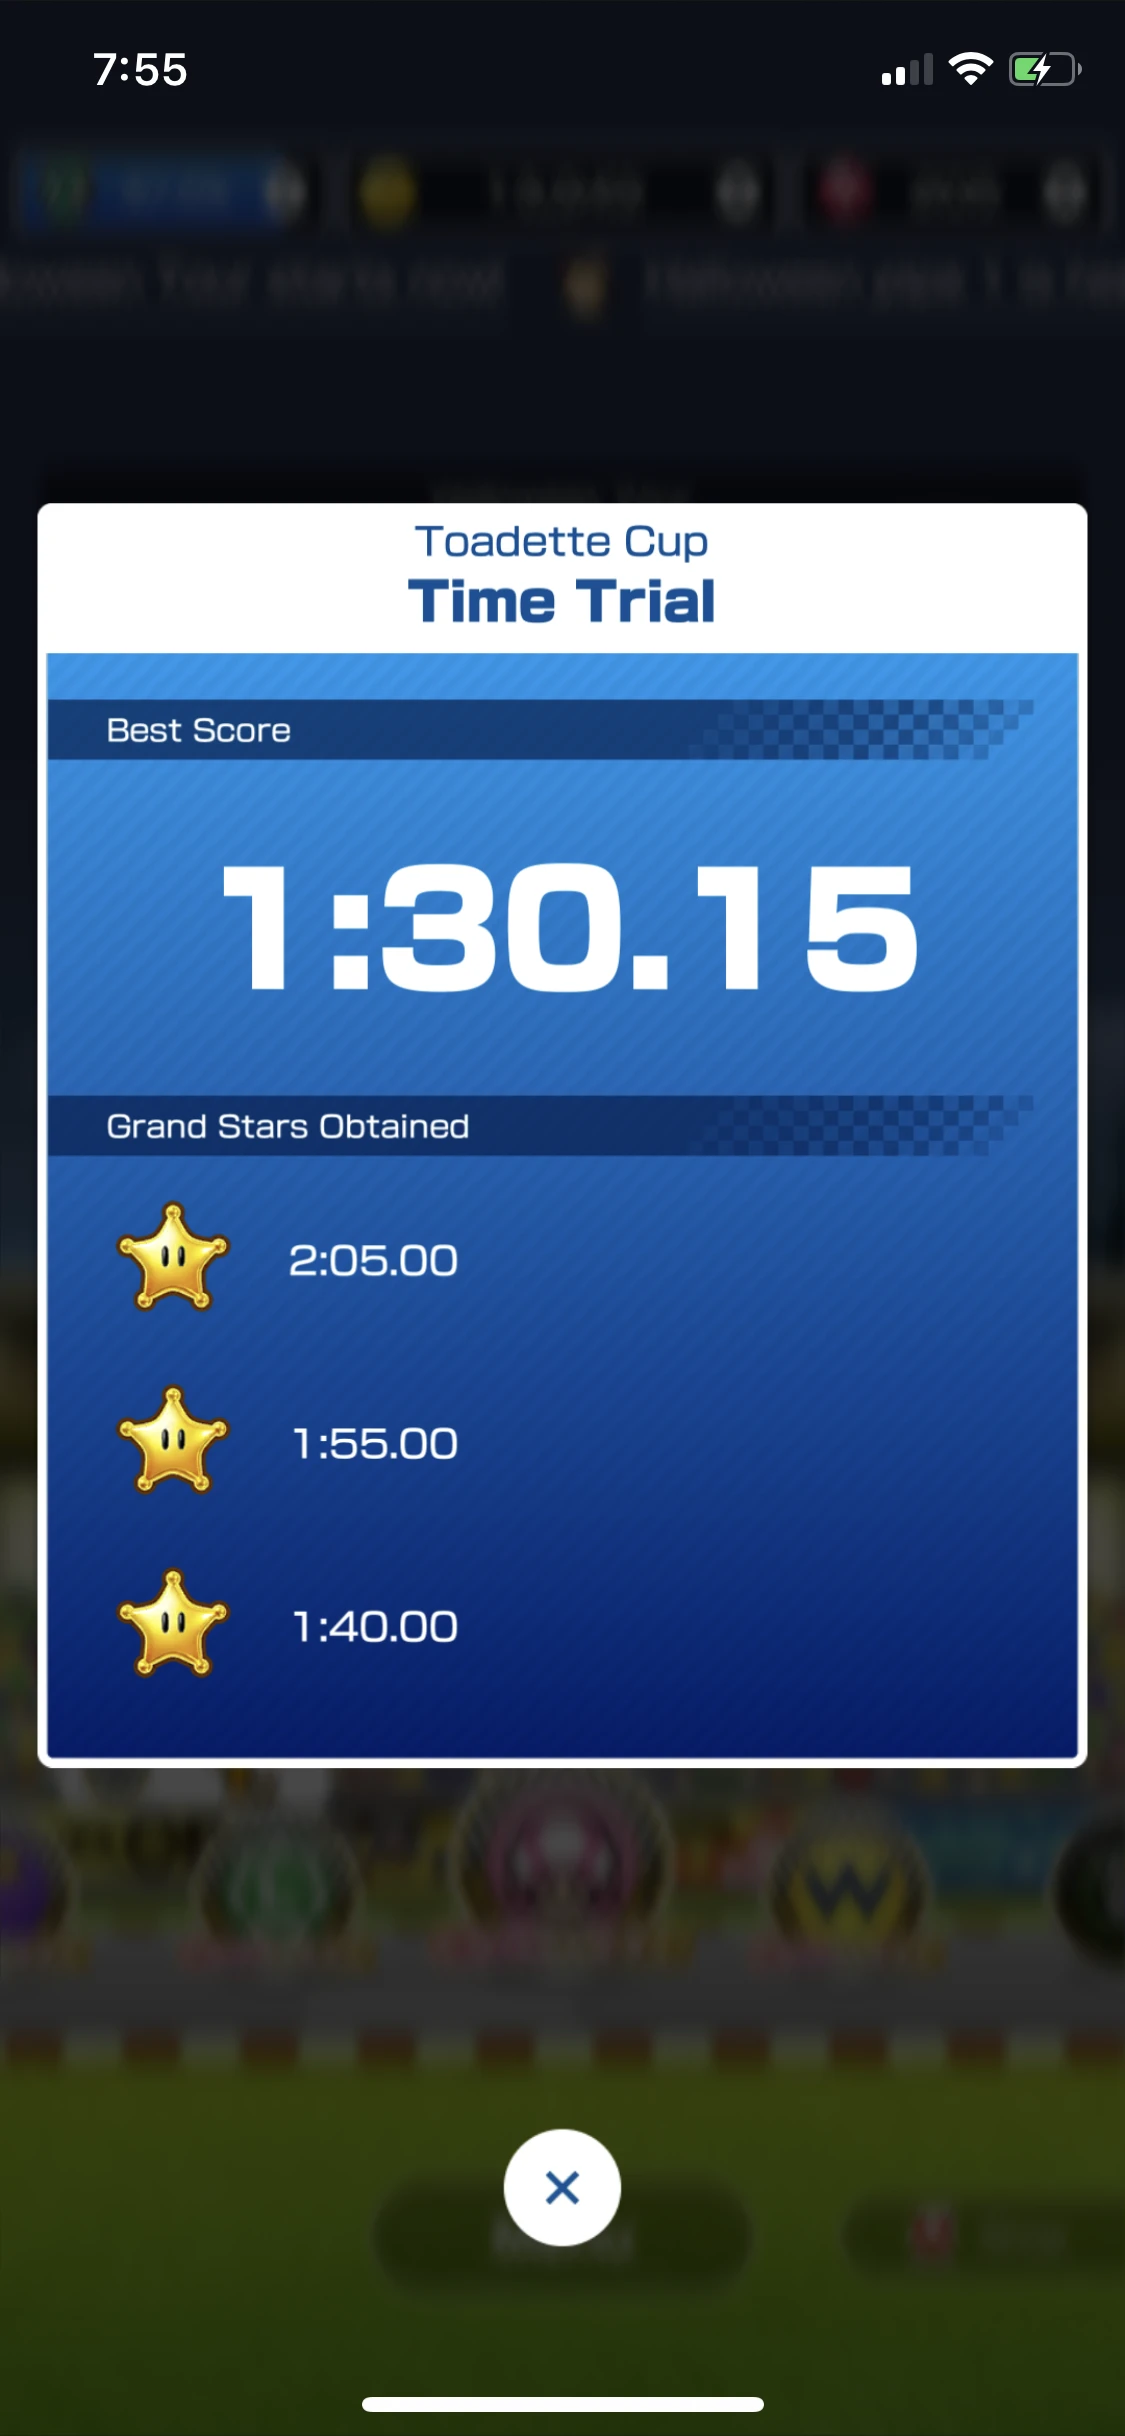 7:55
Toadette Cup
Time Trial
Best Score
1:30.15
Grand Stars Obtained
2:05.00
1:55.00
1:40.00